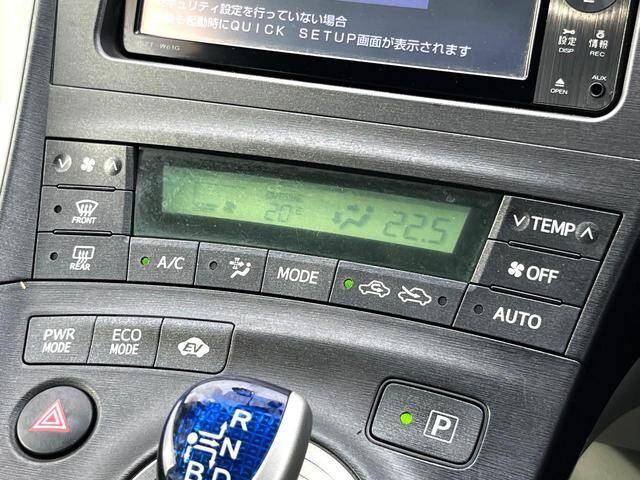 キュリティ設定を行っていない場合
も起動時にQUICK SETUP画面が表示されます
設定
DISP
情報
REC
OPEN
AUX
FRONT
REAR
20°
22.5
TEMP
OFF
A/C
MODE
AUTO
PWR MODE
ECO MODE
EV
P
R
N
B D